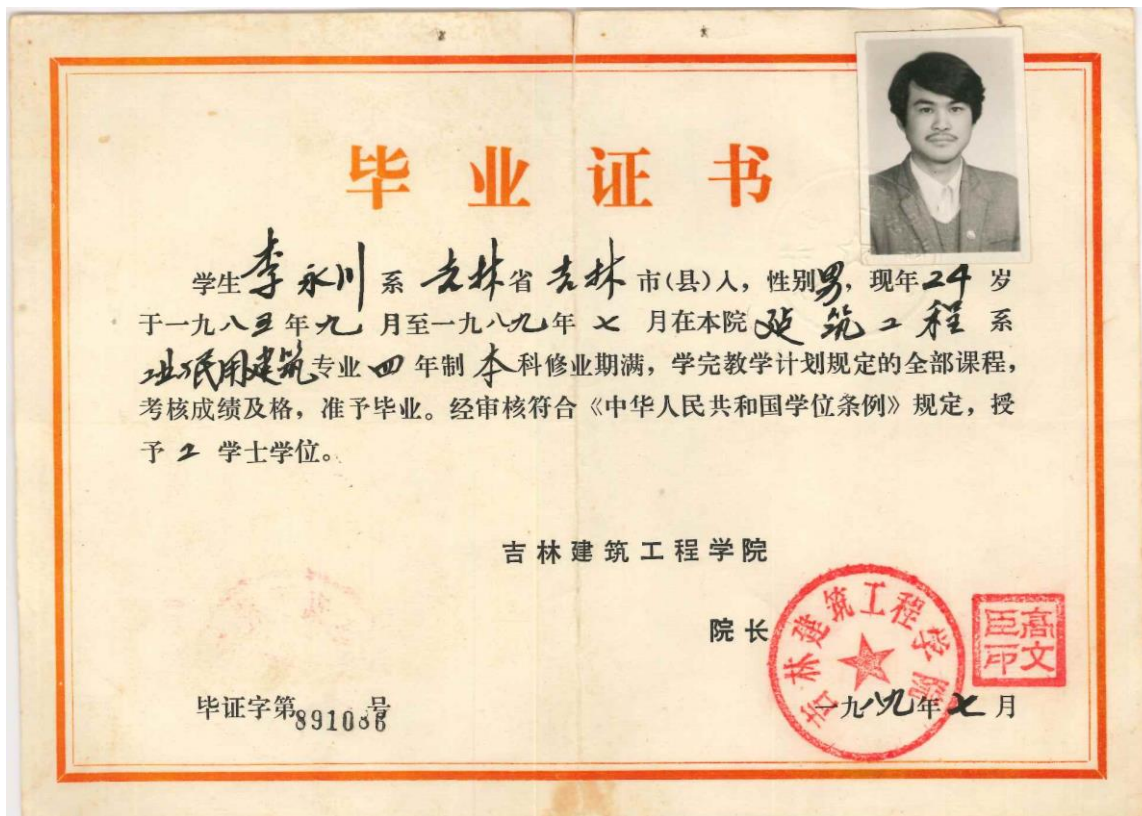 毕业证书
学生李永川系吉林省吉林市(县)人，性别男，现年24岁
于一九八五年九月至一九八九年七月在本院建筑工程系
工业民用建筑专业四年制本科修业期满，学完教学计划规定的全部课程，
考核成绩及格，准予毕业。经审核符合《中华人民共和国学位条例》规定，授
予工学士学位。
吉林建筑工程学院
院长
吉林建筑工程学院
高文臣印
毕证字第891086号
一九八九年七月